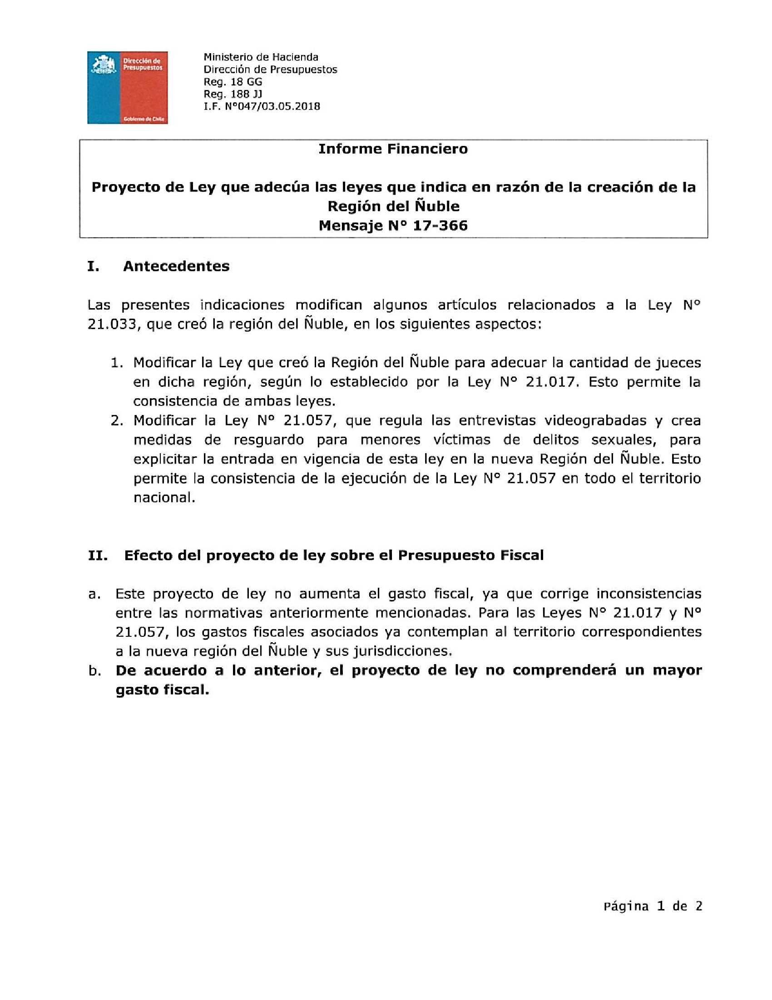 Dirección de
Presupuestos
Gobierno de Chile
Ministerio de Hacienda
Dirección de Presupuestos
Reg. 18 GG
Reg. 188 JJ
I.F. N°047/03.05.2018
Informe Financiero
Proyecto de Ley que adecúa las leyes que indica en razón de la creación de la
Región del Ñuble
Mensaje Nº 17-366
I. Antecedentes
Las presentes indicaciones modifican algunos artículos relacionados a la Ley Nº
21.033, que creó la región del Ñuble, en los siguientes aspectos:
1. Modificar la Ley que creó la Región del Ñuble para adecuar la cantidad de jueces
en dicha región, según lo establecido por la Ley Nº 21.017. Esto permite la
consistencia de ambas leyes.
2. Modificar la Ley Nº 21.057, que regula las entrevistas videograbadas y crea
medidas de resguardo para menores víctimas de delitos sexuales, para
explicitar la entrada en vigencia de esta ley en la nueva Región del Ñuble. Esto
permite la consistencia de la ejecución de la Ley Nº 21.057 en todo el territorio
nacional.
II. Efecto del proyecto de ley sobre el Presupuesto Fiscal
a. Este proyecto de ley no aumenta el gasto fiscal, ya que corrige inconsistencias
entre las normativas anteriormente mencionadas. Para las Leyes Nº 21.017 y Nº
21.057, los gastos fiscales asociados ya contemplan al territorio correspondientes
a la nueva región del Ñuble y sus jurisdicciones.
b. De acuerdo a lo anterior, el proyecto de ley no comprenderá un mayor
gasto fiscal.
Página 1 de 2